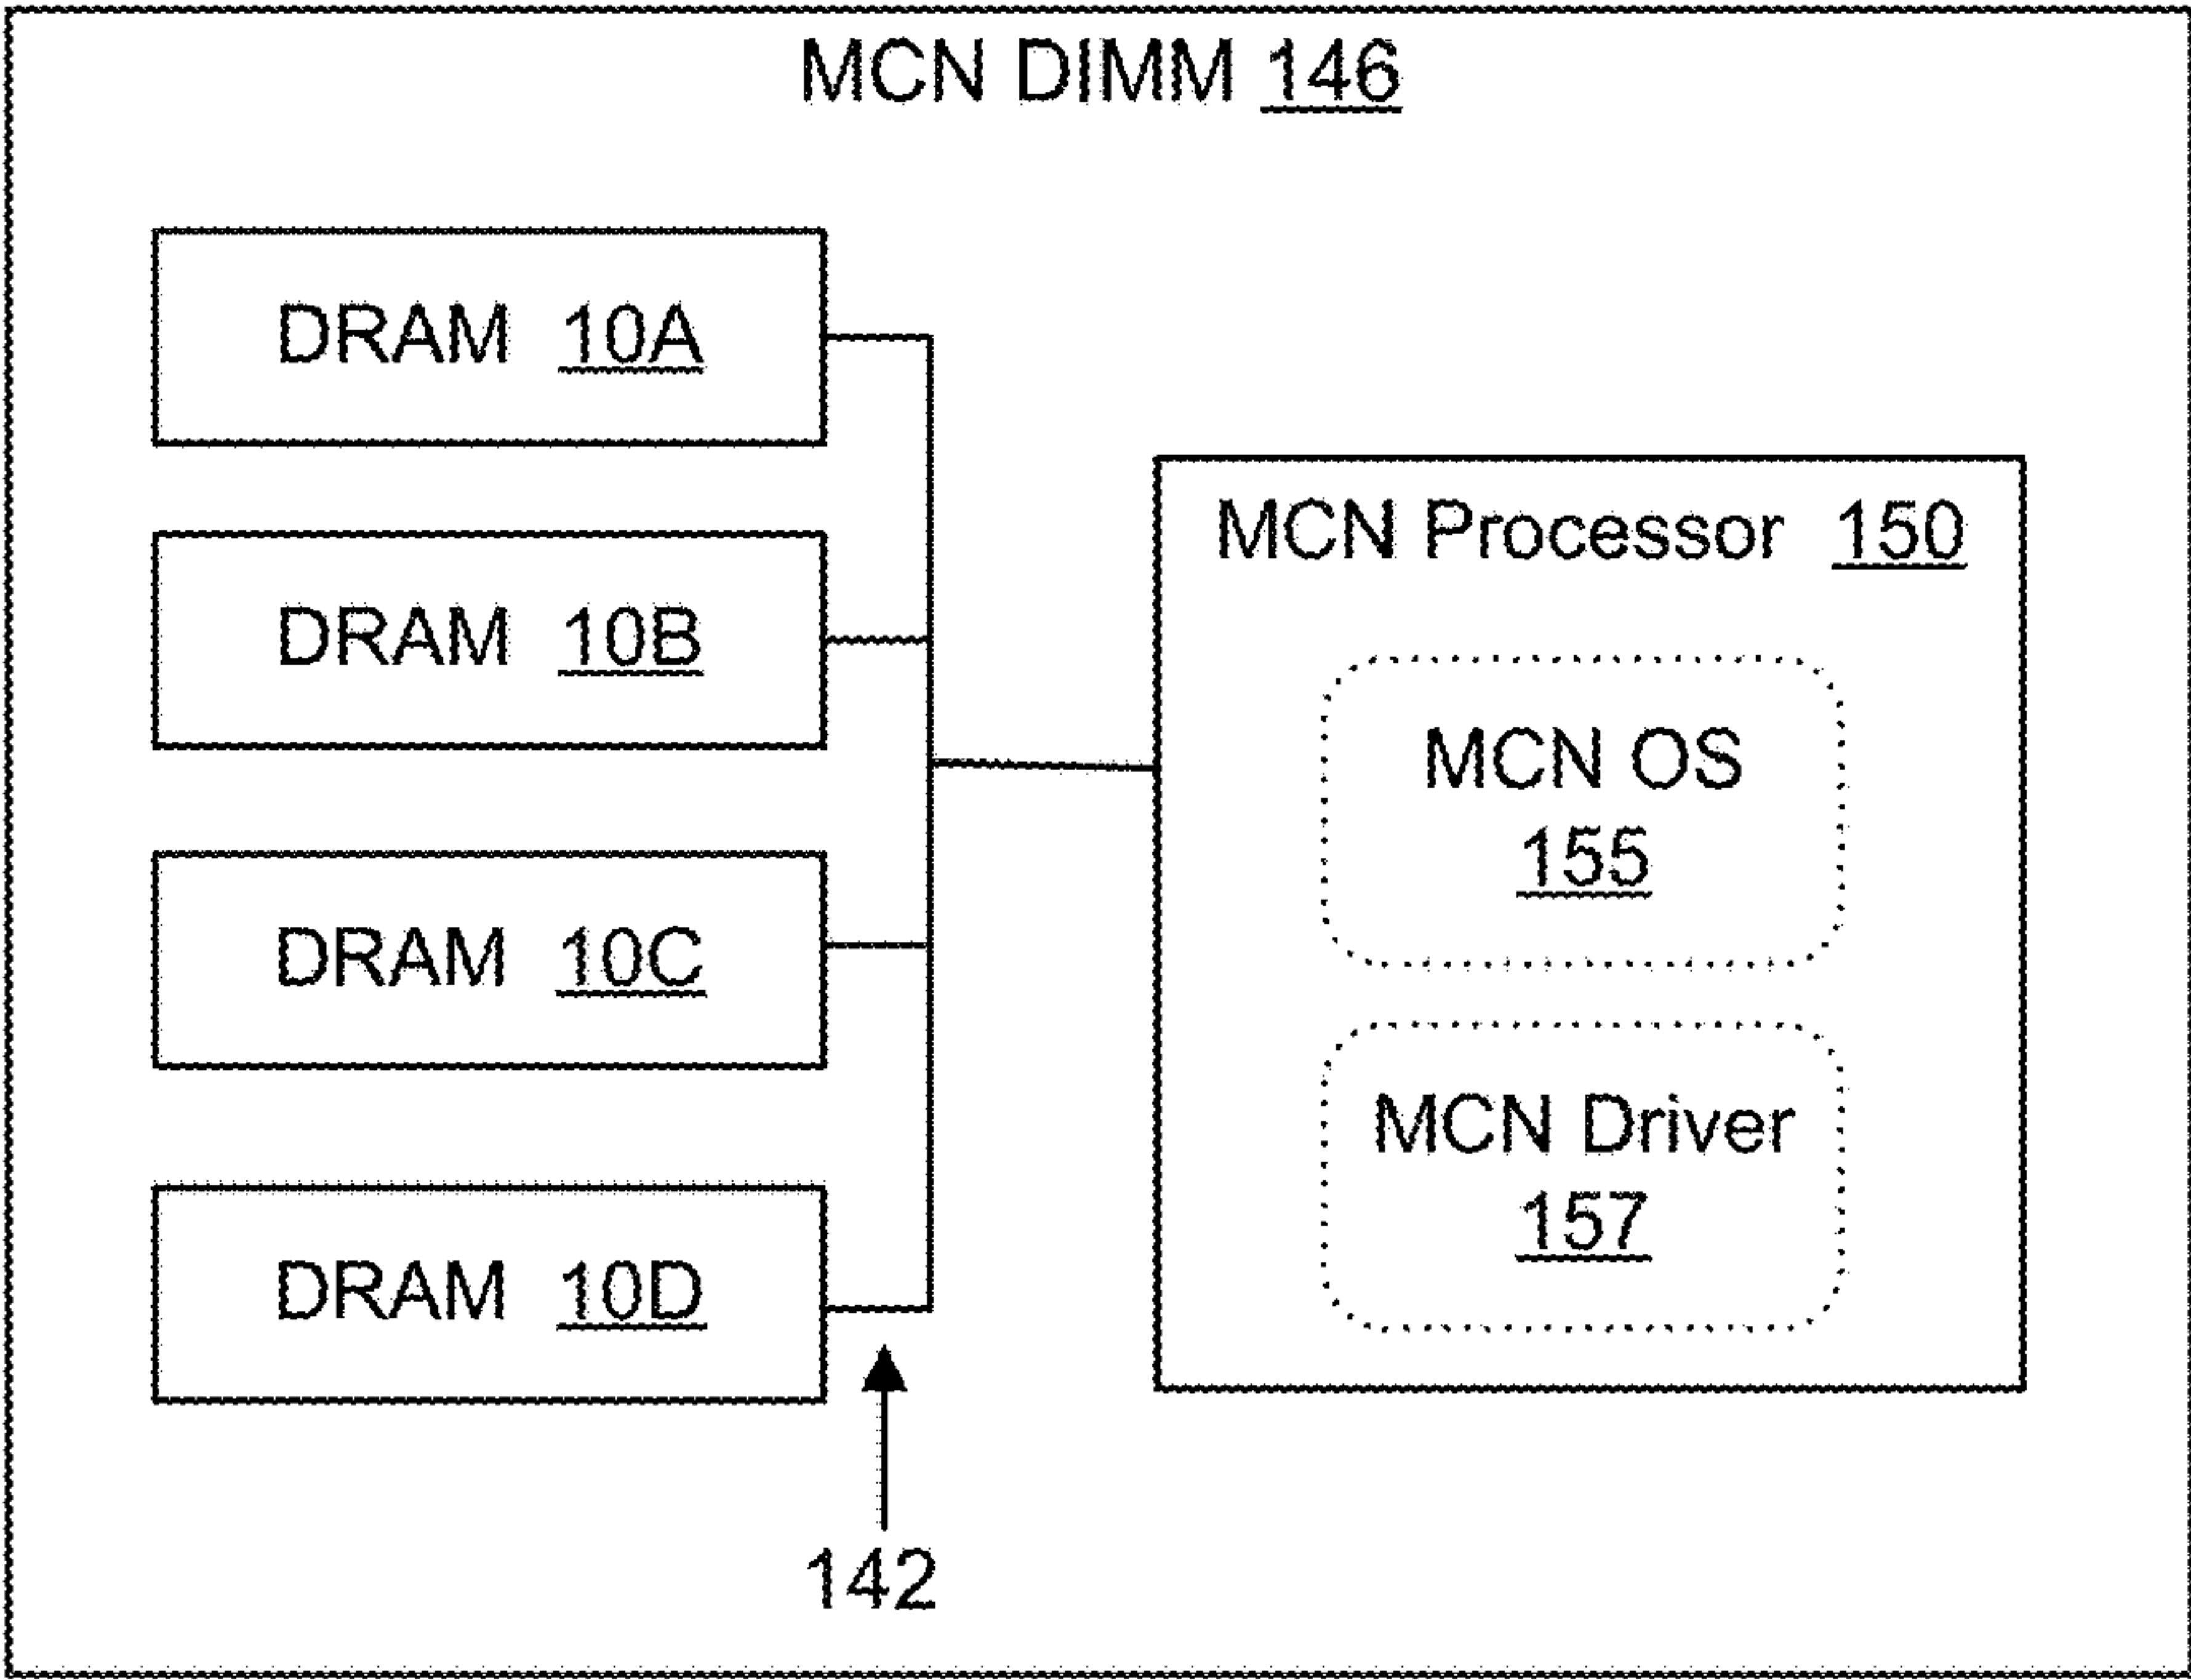 MCN DIMM 146
DRAM 10A
DRAM 10B
DRAM 10C
DRAM 10D
142
MCN Processor 150
MCN OS
155
MCN Driver
157